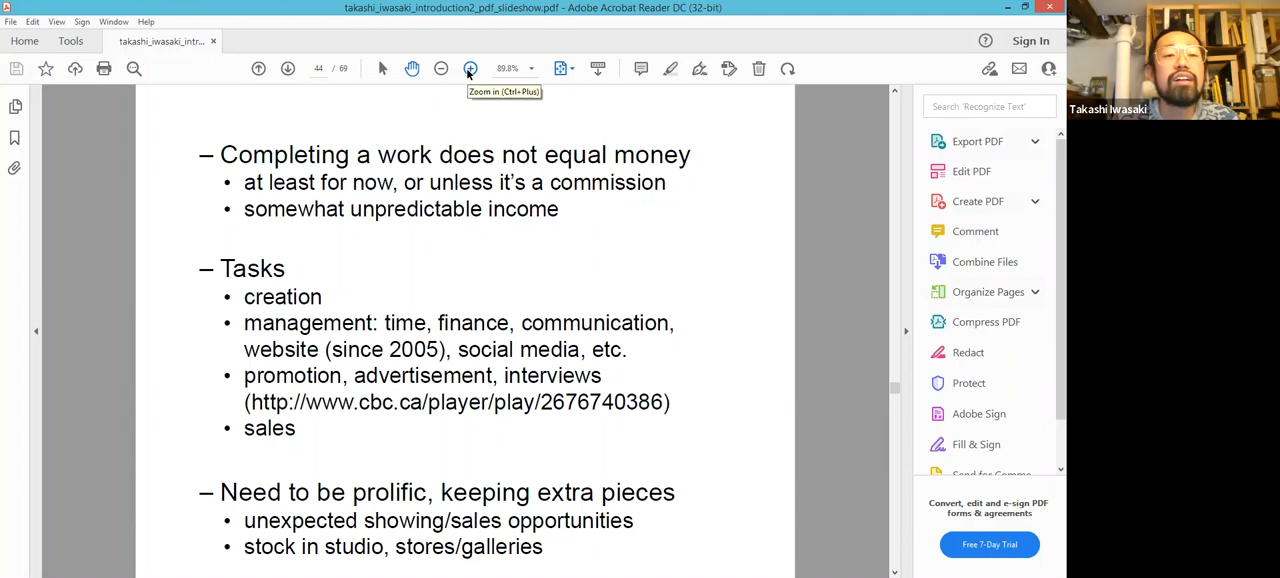 takashi_iwasaki_introduction2_pdf_slideshow.pdf - Adobe Acrobat Reader DC (32-bit)
File Edit View Sign Window Help
Home Tools takashi_iwasaki_intr... × Sign In
44 / 69 89.8%
Zoom in (Ctrl+Plus)
– Completing a work does not equal money
• at least for now, or unless it's a commission
• somewhat unpredictable income
– Tasks
• creation
• management: time, finance, communication,
website (since 2005), social media, etc.
• promotion, advertisement, interviews
(http://www.cbc.ca/player/play/2676740386)
• sales
– Need to be prolific, keeping extra pieces
• unexpected showing/sales opportunities
• stock in studio, stores/galleries
Search 'Recognize Text'
Export PDF
Edit PDF
Create PDF
Comment
Combine Files
Organize Pages
Compress PDF
Redact
Protect
Adobe Sign
Fill & Sign
Send for Comme
Convert, edit and e-sign PDF
forms & agreements
Free 7-Day Trial
Takashi Iwasaki